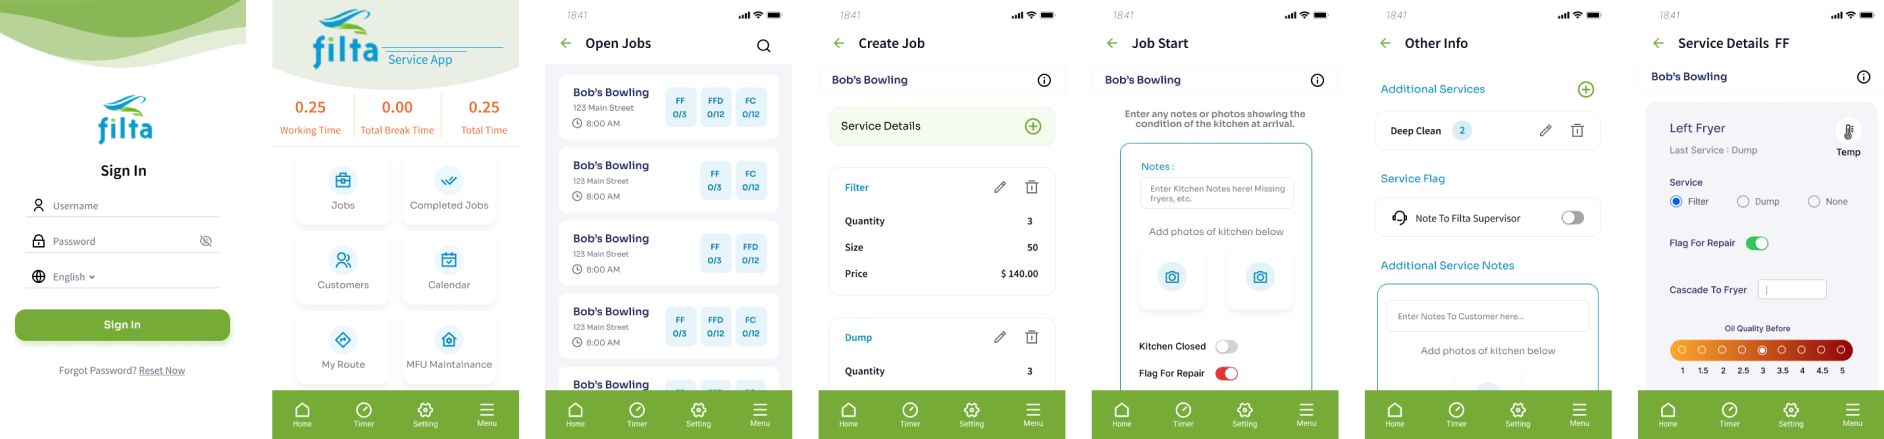 filta
Sign In
Username
Password
English
Sign In
Forgot Password? Reset Now
filta
Service App
0.25 0.00 0.25
Working Time Total Break Time Total Time
Jobs Completed Jobs
Customers Calendar
My Route MFU Maintainance
Home Timer Setting Menu
18:41
Open Jobs
Bob's Bowling
123 Main Street
8:00 AM
FF FFD FC
0/3 0/12 0/12
Bob's Bowling
123 Main Street
8:00 AM
FF FC
0/3 0/12
Bob's Bowling
123 Main Street
8:00 AM
FF FFD
0/3 0/12
Bob's Bowling
123 Main Street
8:00 AM
FF FFD FC
0/3 0/12 0/12
Bob's Bowling
Home Timer Setting Menu
18:41
Create Job
Bob's Bowling
Service Details
Filter
Quantity 3
Size 50
Price $ 140.00
Dump
Quantity 3
Home Timer Setting Menu
18:41
Job Start
Bob's Bowling
Enter any notes or photos showing the
condition of the kitchen at arrival.
Notes :
Enter Kitchen Notes here! Missing
fryers, etc.
Add photos of kitchen below
Kitchen Closed
Flag For Repair
Home Timer Setting Menu
18:41
Other Info
Additional Services
Deep Clean 2
Service Flag
Note To Filta Supervisor
Additional Service Notes
Enter Notes To Customer here...
Add photos of kitchen below
Home Timer Setting Menu
18:41
Service Details FF
Bob's Bowling
Left Fryer
Last Service : Dump
Temp
Service
Filter Dump None
Flag For Repair
Cascade To Fryer
Oil Quality Before
1 1.5 2 2.5 3 3.5 4 4.5 5
Home Timer Setting Menu